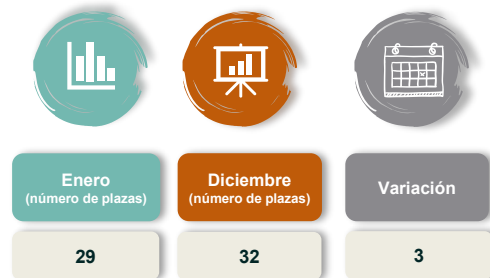 Enero
(número de plazas)
Diciembre
(número de plazas)
Variación
29
32
3